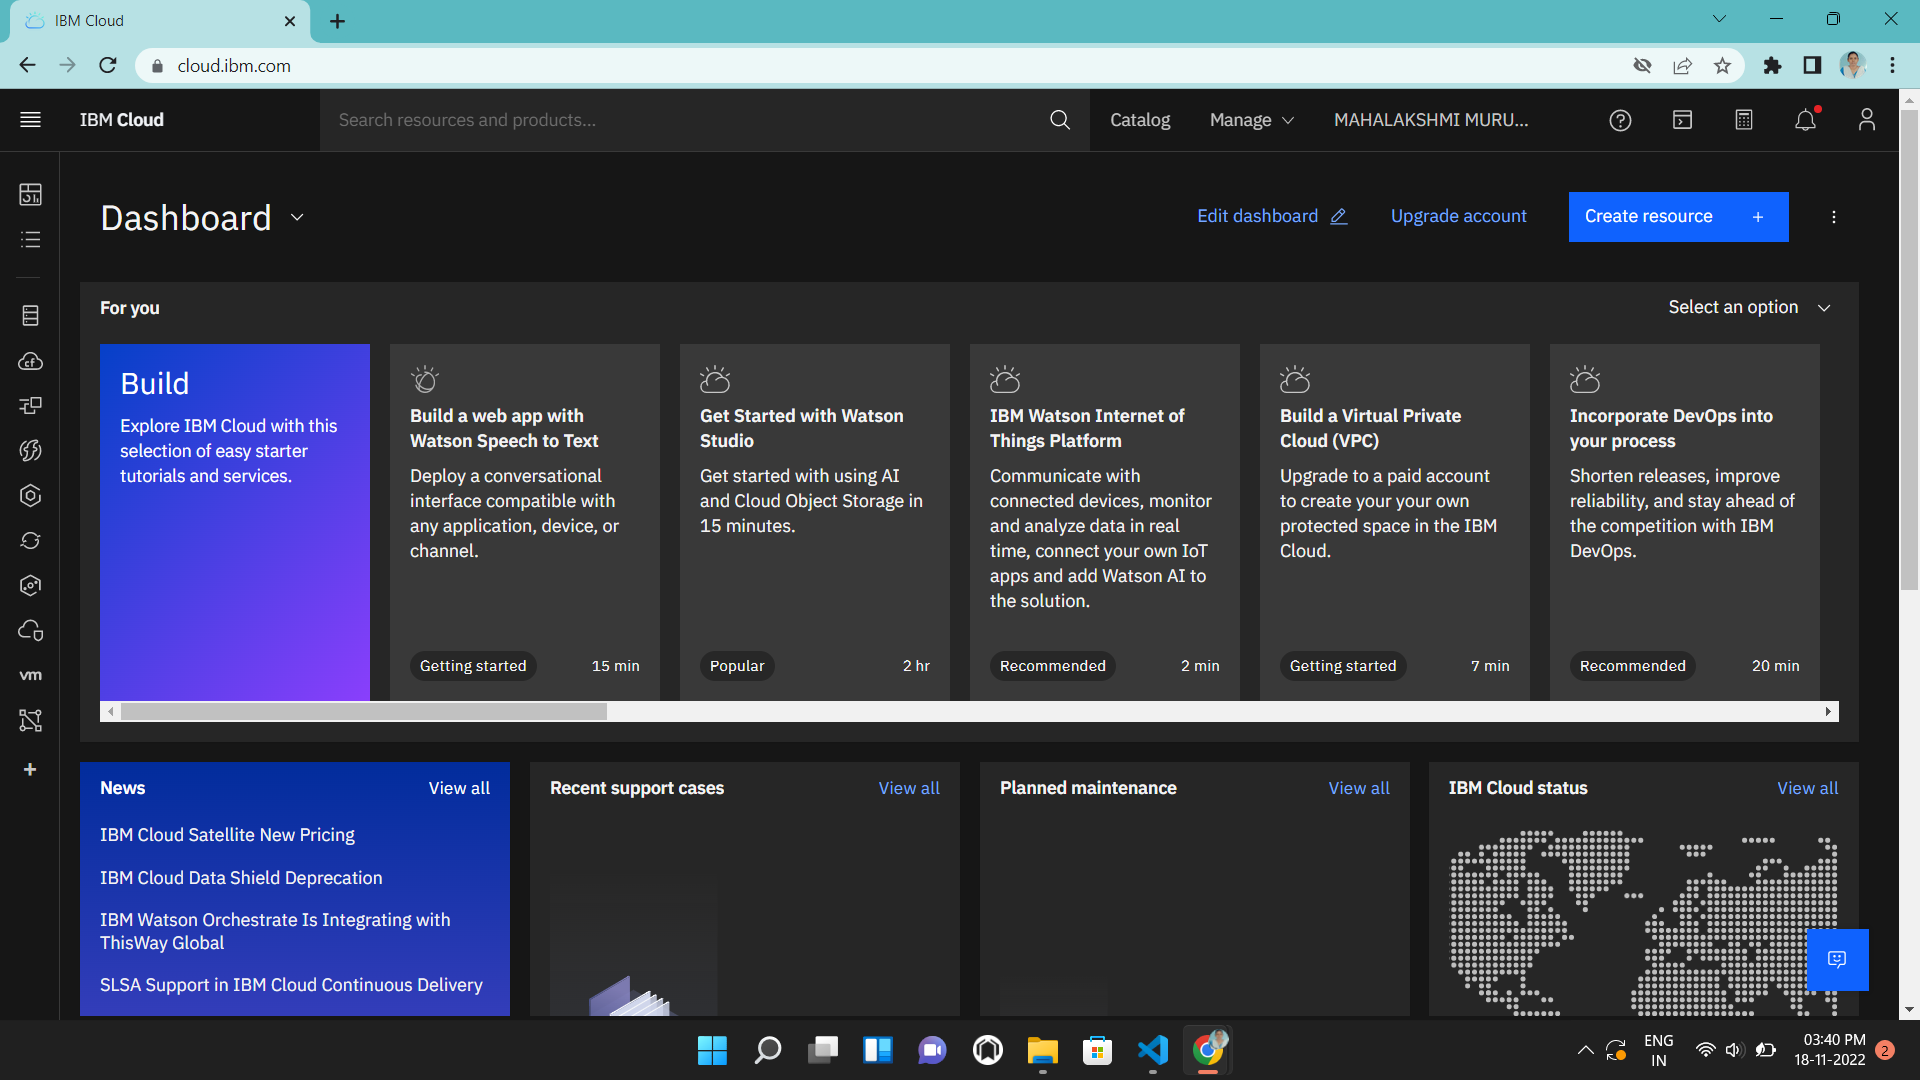 IBM Cloud
cloud.ibm.com
IBM Cloud
Search resources and products...
Catalog
Manage
MAHALAKSHMI MURU...
Dashboard
Edit dashboard
Upgrade account
Create resource +
For you
Select an option
Build
Explore IBM Cloud with this
selection of easy starter
tutorials and services.
Build a web app with
Watson Speech to Text
Deploy a conversational
interface compatible with
any application, device, or
channel.
Getting started 15 min
Get Started with Watson
Studio
Get started with using AI
and Cloud Object Storage in
15 minutes.
Popular 2 hr
IBM Watson Internet of
Things Platform
Communicate with
connected devices, monitor
and analyze data in real
time, connect your own IoT
apps and add Watson AI to
the solution.
Recommended 2 min
Build a Virtual Private
Cloud (VPC)
Upgrade to a paid account
to create your your own
protected space in the IBM
Cloud.
Getting started 7 min
Incorporate DevOps into
your process
Shorten releases, improve
reliability, and stay ahead of
the competition with IBM
DevOps.
Recommended 20 min
cf
vm
News View all
IBM Cloud Satellite New Pricing
IBM Cloud Data Shield Deprecation
IBM Watson Orchestrate Is Integrating with
ThisWay Global
SLSA Support in IBM Cloud Continuous Delivery
Recent support cases View all
Planned maintenance View all
IBM Cloud status View all
ENG
IN
03:40 PM
18-11-2022
2